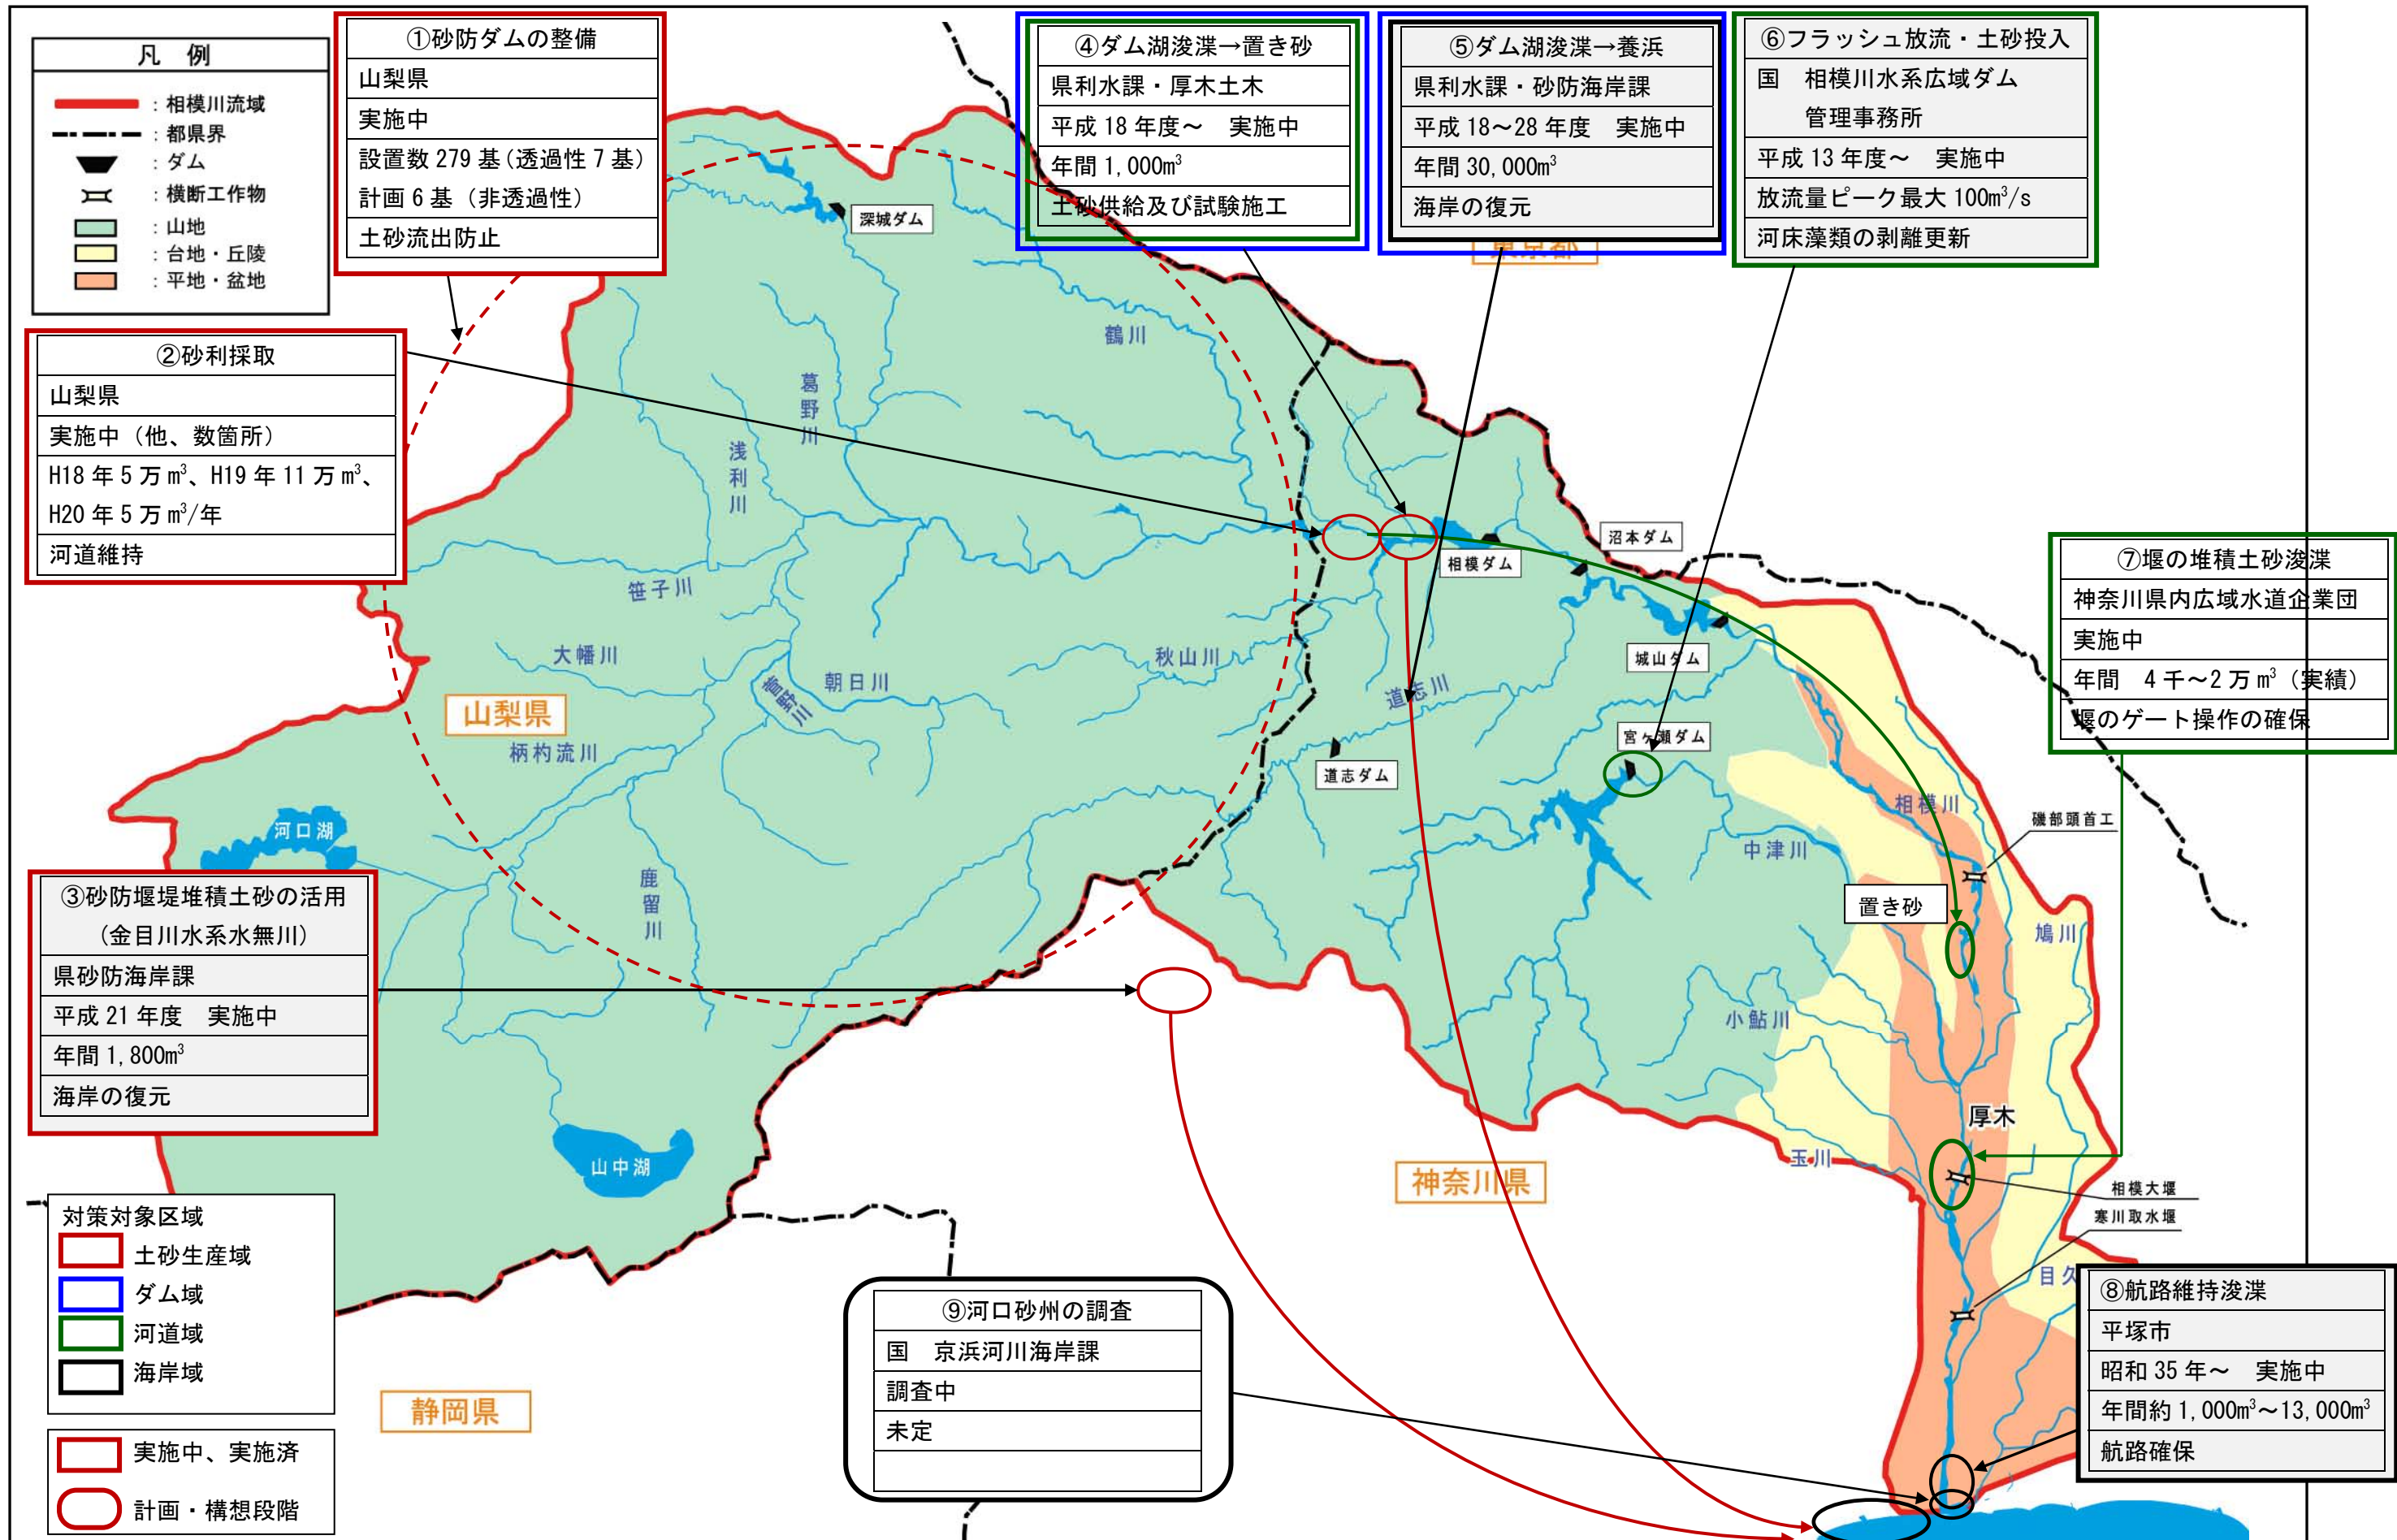 凡 例
：相模川流域
：都県界
：ダム
：横断工作物
：山地
：台地・丘陵
：平地・盆地
①砂防ダムの整備
山梨県
実施中
設置数 279 基（透過性 7 基）
計画 6 基（非透過性）
土砂流出防止
④ダム湖浚渫→置き砂
県利水課・厚木土木
平成 18 年度～　実施中
年間 1,000m³
土砂供給及び試験施工
⑤ダム湖浚渫→養浜
県利水課・砂防海岸課
平成 18～28 年度　実施中
年間 30,000m³
海岸の復元
⑥フラッシュ放流・土砂投入
国　相模川水系広域ダム
管理事務所
平成 13 年度～　実施中
放流量ピーク最大 100m³/s
河床藻類の剥離更新
東京都
深城ダム
鶴川
②砂利採取
山梨県
実施中（他、数箇所）
H18 年 5 万 m³、H19 年 11 万 m³、
H20 年 5 万 m³/年
河道維持
葛野川
浅利川
笹子川
大幡川
朝日川
菅野川
秋山川
山梨県
柄杓流川
相模ダム
沼本ダム
城山ダム
道志川
道志ダム
宮ヶ瀬ダム
⑦堰の堆積土砂浚渫
神奈川県内広域水道企業団
実施中
年間　4 千～2 万 m³（実績）
堰のゲート操作の確保
相模川
磯部頭首工
中津川
置き砂
鳩川
河口湖
鹿留川
③砂防堰堤堆積土砂の活用
（金目川水系水無川）
県砂防海岸課
平成 21 年度　実施中
年間 1,800m³
海岸の復元
小鮎川
厚木
玉川
山中湖
神奈川県
相模大堰
寒川取水堰
目久
対策対象区域
土砂生産域
ダム域
河道域
海岸域
実施中、実施済
計画・構想段階
静岡県
⑨河口砂州の調査
国　京浜河川海岸課
調査中
未定
⑧航路維持浚渫
平塚市
昭和 35 年～　実施中
年間約 1,000m³～13,000m³
航路確保